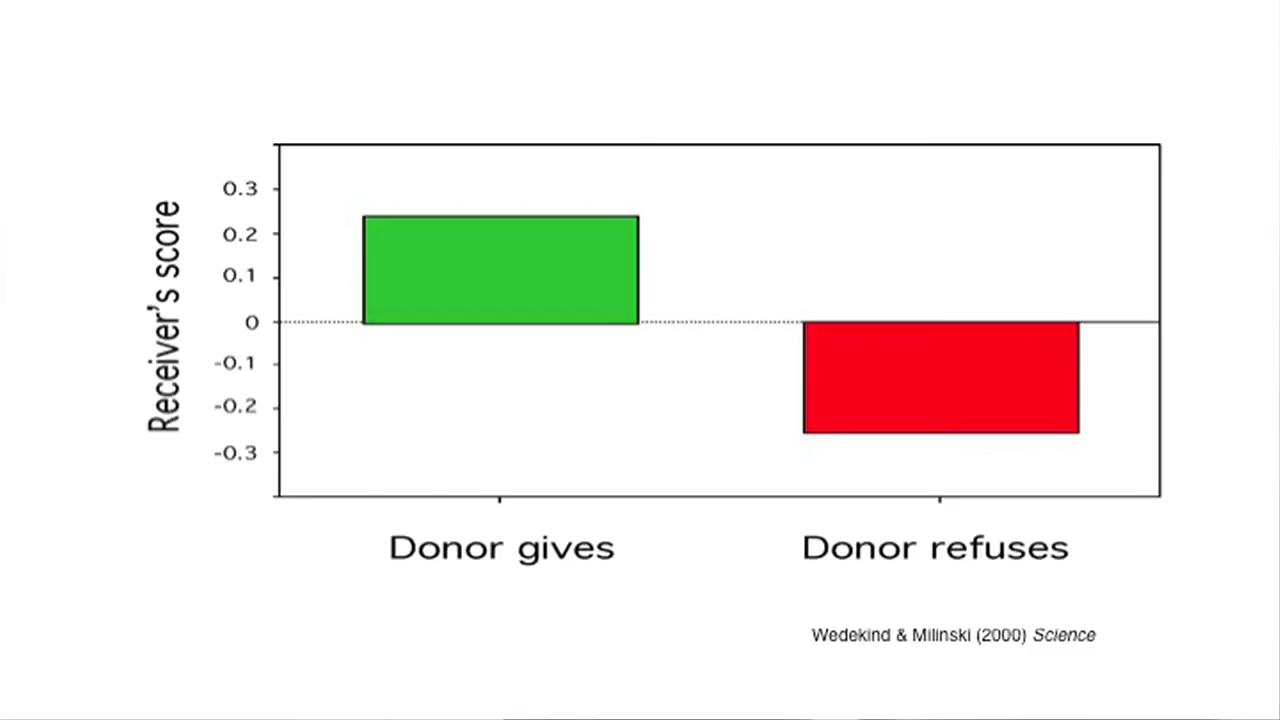 Receiver's score
0.3
0.2
0.1
0
-0.1
-0.2
-0.3
Donor gives
Donor refuses
Wedekind & Milinski (2000) Science